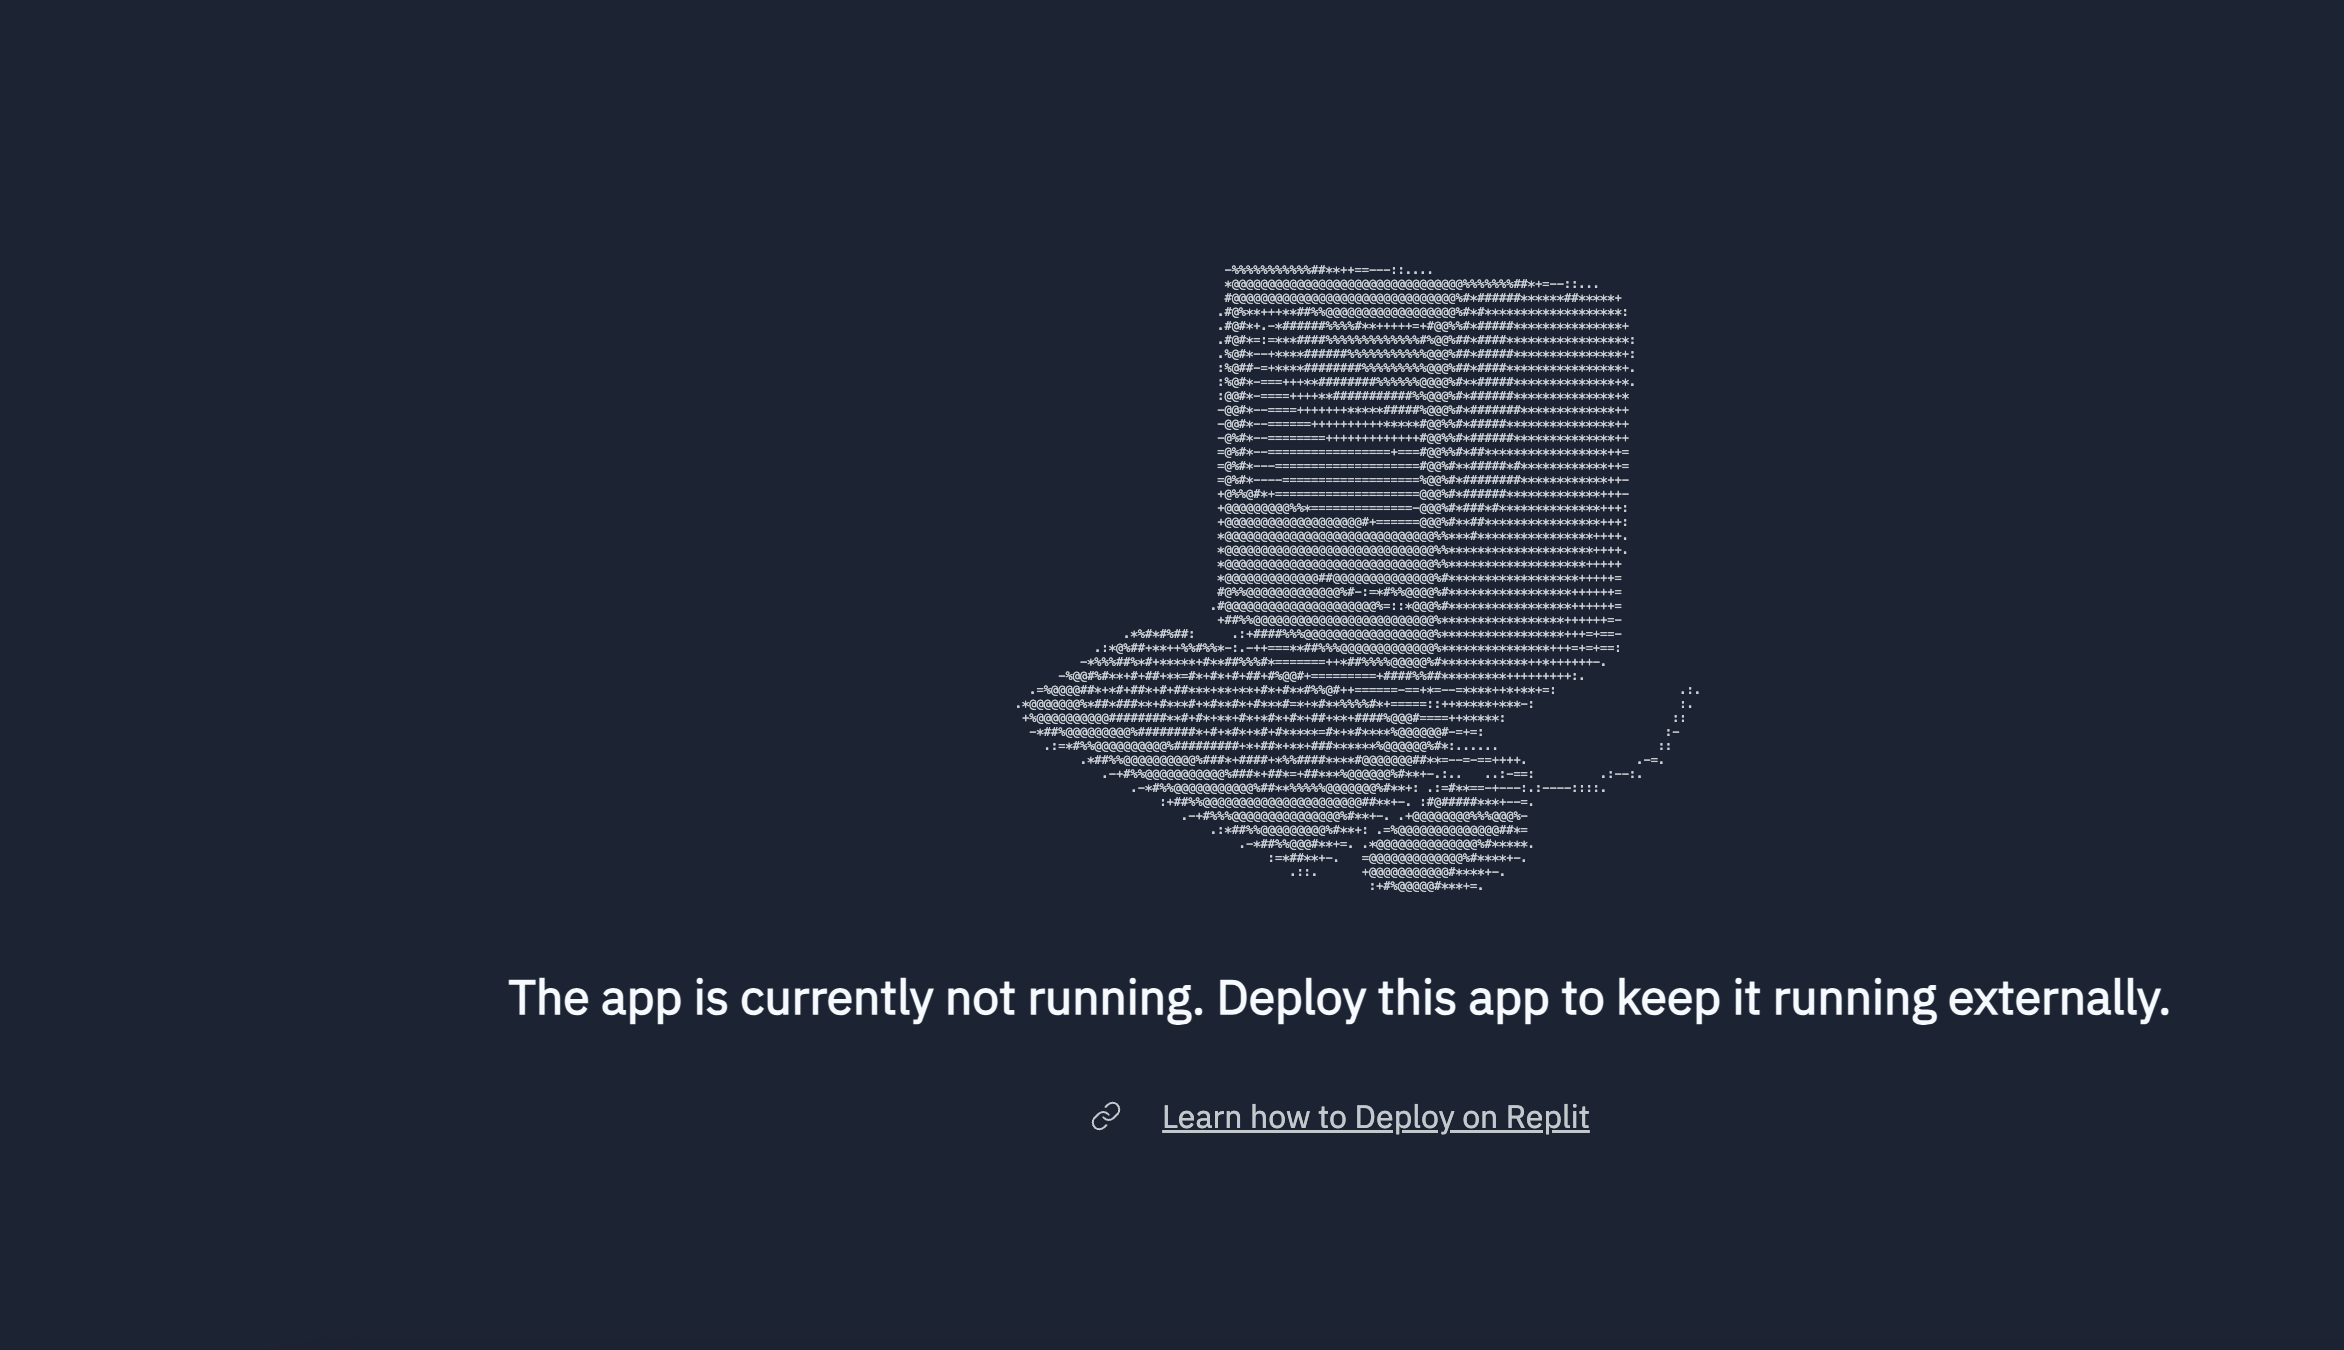 The app is currently not running. Deploy this app to keep it running externally.
Learn how to Deploy on Replit